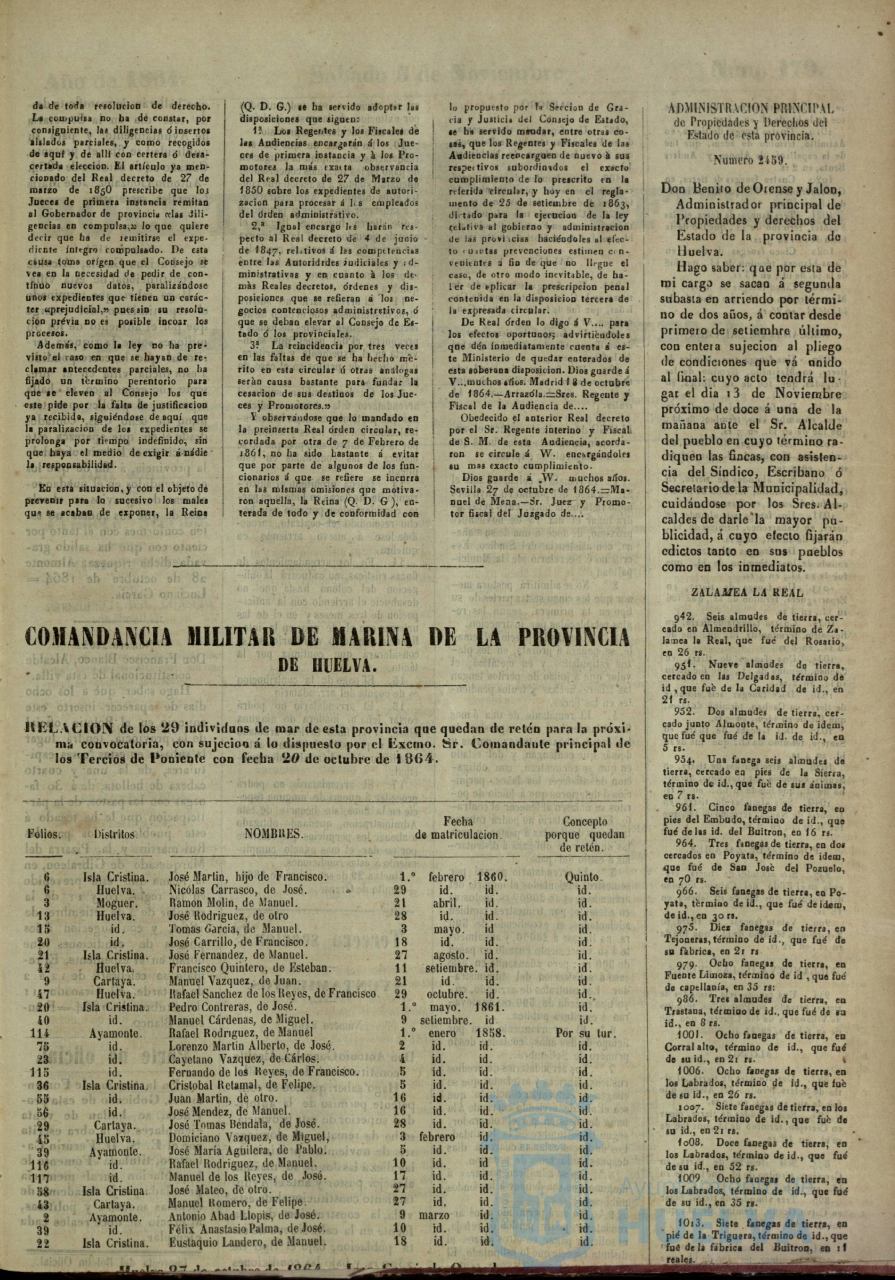 da de toda resolucion de derecho.
La compulsa no ha de constar, por
consiguiente, las diligencias ó insertos
aislados parciales, y como recogidos
de aquí y de allí con certera ó desa-
certada eleccion. El artículo ya men-
cionado del Real decreto de 27 de
marzo de 1850 prescribe que los
Jueces de primera instancia remitan
al Gobernador de provincia «las Dili-
gencias en compulsa,» lo que quiere
decir que ha de remitirse el expe-
diente íntegro compulsado. De esta
causa toma orígen que el Consejo se
vea en la necesidad de pedir de con-
tínuo nuevos datos, paralizándose
unos expedientes que tienen un carác-
ter «prejudicial,» pues sin su resolu-
cion prévia no es posible incoar los
procesos.
Además, como la ley no ha pre-
visto el caso en que se hayan de re-
clamar antecedentes parciales, no ha
fijado un término perentorio para
que se eleven al Consejo los que
este pide por la falta de justificacion
ya recibida, siguiéndose de aquí que
la paralizacion de los expedientes se
prolonga por tiempo indefinido, sin
que haya el medio de exigir á nádie
la responsabilidad.
En esta situacion, y con el objeto de
prevenir para lo sucesivo los males
que se acaban de exponer, la Reina
(Q. D. G.) se ha servido adoptar las
disposiciones que siguen:
1.ª Los Regentes y los Fiscales de
las Audiencias encargarán á los Jue-
ces de primera instancia y á los Pro-
motores la más exacta observancia
del Real decreto de 27 de Marzo de
1850 sobre los expedientes de autori-
zacion para procesar á los empleados
del órden administrativo.
2.ª Igual encargo les harán res-
pecto al Real decreto de 4 de junio
de 1847, relativos á las competencias
entre las Autoridrdes judiciales y ad-
ministrativas y en cuanto à los de-
más Reales decretos, órdenes y dis-
posiciones que se refieran á los ne-
gocios contenciosos administretivos, ó
que se deban elevar al Consejo de Es-
tado ó los provinciales.
3.ª La reincidencia por tres veces
en las faltas de que se ha hecho mé-
rito en esta circular ó otras análogas
serán causa bastante para fundar la
cesacion de sus destinos de los Jue-
ces y Promotores.»
Y observándose que lo mandado en
la preinserta Real órden circular, re-
cordada por otra de 7 de Febrero de
1861, no ha sido bastante á evitar
que por parte de algunos de los fun-
cionarios á que se refiere se incurra
en las mismas omisiones que motiva-
ron aquella, la Reina (Q. D. G ), en-
terada de todo y de conformidad con
lo propuesto por la Seccion de Gra-
cia y Justicia del Consejo de Estado,
se ha servido mandar, entre otras co-
sas, que los Regentes y Fiscales de las
Audiencias reencarguen de nuevo à sus
respetivos subordinados el exacto
cumplimiento de lo prescrito en la
referida circular, y hoy en el regla-
mento de 25 de setiembre de 1863,
dictado para la ejecucion de la ley
relativa al gobierno y administracion
de las provincias haciéndoles al efec-
to cuantas prevenciones estimen con-
venientes á fin de que no llegue el
caso, de otro modo inevitable, de ha-
ber de aplicar la prescripcion penal
contenida en la disposicion tercera de
la expresada circular.
De Real órden lo digo á V.... para
los efectos oportunos; advirtiéndoles
que dén inmediatamente cuenta á es-
te Ministerio de quedar enterados de
esta soberana disposicion. Dios guarde á
V...muchos años. Madrid 18 de octubre
de 1864.—Arrazóla.=Sres. Regente y
Fiscal de la Audiencia de....
Obedecido el anterior Real decreto
por el Sr. Regente interino y Fiscal
de S. M. de esta Audiencia, acorda-
ron se circule á W. encargándoles
su mas exacto cumplimiento.
Dios guarde á W. muchos años.
Sevilla 27 de octubre de 1864.=Ma-
nuel de Mena.—Sr. Juez y Promo-
tor fiscal del Juzgado de....
COMANDANCIA MILITAR DE MARINA DE LA PROVINCIA
DE HUELVA.
RELACION de los 29 individuos de mar de esta provincia que quedan de retén para la próxi-
ma convocatoria, con sujecion á lo dispuesto por el Excmo. Sr. Comandante principal de
los Tercios de Poniente con fecha 20 de octubre de 1864.
Fólios. Distritos NOMBRES. Fecha de matriculacion. Concepto porque quedan de retén.
6 Isla Cristina. José Martin, hijo de Francisco. 1.º febrero 1860. Quinto.
6 Huelva. Nicólas Carrasco, de José. 29 id. id. id.
3 Moguer. Ramon Molin, de Manuel. 21 abril. id. id.
13 Huelva. José Rodriguez, de otro 28 id. id. id.
15 id. Tomas Garcia, de Manuel. 3 mayo. id id.
20 id. José Carrillo, de Francisco. 18 id. id. id.
21 Isla Cristina. José Fernandez, de Manuel. 27 agosto. id. id.
42 Huelva. Francisco Quintero, de Esteban. 11 setiembre. id id.
9 Cartaya. Manuel Vazquez, de Juan. 21 id. id. id.
47 Huelva. Rafael Sanchez de los Reyes, de Francisco 29 octubre. id. id.
20 Isla Cristina. Pedro Contreras, de José. 1.º mayo. 1861. id.
40 id. Manuel Cárdenas, de Miguel. 9 setiembre. id id.
114 Ayamonte. Rafael Rodriguez, de Manuel 1.º enero 1858. Por su tur.
75 id. Lorenzo Martin Alberto, de José. 2 id. id. id.
23 id. Cayetano Vazquez, de Cárlos. 4 id. id. id.
115 id. Fernando de los Reyes, de Francisco. 5 id. id. id.
36 Isla Cristina. Cristobal Retamal, de Felipe. 5 id. id. id.
55 id. Juan Martin, de otro. 16 id. id. id.
56 id. José Mendez, de Manuel. 16 id. id. id.
29 Cartaya. José Tomas Bendala, de José. 28 id. id. id.
45 Huelva. Domiciano Vazquez, de Miguel, 3 febrero id. id.
39 Ayamonte. José María Aguilera, de Pablo. 5 id. id. id.
116 id. Rafael Rodriguez, de Manuel. 10 id. id. id.
117 id. Manuel de los Reyes, de José. 17 id. id. id.
58 Isla Cristina. José Mateo, de otro. 27 id. id. id.
43 Cartaya. Manuel Romero, de Felipe. 27 id. id. id.
2 Ayamonte. Antonio Abad Llopis, de José. 9 marzo id. id.
39 id. Félix Anastasio Palma, de José. 10 id. id. id.
22 Isla Cristina. Eustaquio Landero, de Manuel. 18 id. id. id.
Huelva 27 de octubre de 1864
ADMINISTRACION PRINCIPAL
de Propiedades y Derechos del
Estado de esta provincia.
Numero 2459.
Don Benito de Orense y Jalon,
Administrador principal de
Propiedades y derechos del
Estado de la provincia de
Huelva.
Hago saber: que por esta de
mi cargo se sacan á segunda
subasta en arriendo por térmi-
no de dos años, á contar desde
primero de setiembre último,
con entera sujecion al pliego
de condiciones que vá unido
al final: cuyo acto tendrá lu-
gar el dia 13 de Noviembre
próximo de doce á una de la
mañana ante el Sr. Alcalde
del pueblo en cuyo término ra-
diquen las fincas, con asisten-
cia del Síndico, Escribano ó
Secretario de la Municipalidad,
cuidándose por los Sres. Al-
caldes de darle la mayor pu-
blicidad, á cuyo efecto fijarán
edictos tanto en sus pueblos
como en los inmediatos.
ZALAMEA LA REAL
942. Seis almudes de tierra, cer-
cado en Almendrillo, término de Za-
lamea la Real, que fué del Rosario,
en 26 rs.
951. Nueve almudes de tierra,
cercado en las Delgadas, término de
id , que fuè de la Caridad de id., en
21 rs.
952. Dos almudes de tierra, cer-
cado junto Almonte, término de idem,
que fué que fué de la id. de id., en
5 rs.
954. Una fanega seis almudes de
tierra, cercado en pies de la Sierra,
término de id., que fuè de sus ánimas,
en 7 rs.
961. Cinco fanegas de tierra, en
pies del Embudo, término de id., que
fué de las id. del Buitron, en 16 rs.
964. Tres fanegas de tierra, en dos
cercados en Poyata, término de idem,
que fué de San José del Pozuelo,
en 70 rs.
966. Seis fanegas de tierra, en Po-
yata, término de id., que fué de idem,
de id., en 30 rs.
975. Diez fanegas de tierra, en
Tejoneras, término de id., que fué de
su fàbrica, en 21 rs
979. Ocho fanegas de tierra, en
Fuente Limosa, término de id , que fué
de capellanía, en 35 rs:
986. Tres almudes de tierra, en
Trastana, término de id., que fué de su
id., en 8 rs.
1001. Ocho fanegas de tierra, en
Corral alto, término de id., que fué
de su id., en 21 rs.
1006. Ocho fanegas de tierra, en
los Labrados, término de id., que fuè
de su id., en 26 rs.
1007. Siete fanegas de tierra, en los
Labrados, término de id., que fué de
su id., en 21 rs.
1008. Doce fanegas de tierra, en
los Labrados, término de id., que fué
de su id., en 52 rs.
1009 Ocho fanegas de tierra, en
los Labrados, término de id., que fué
de su id., en 35 rs.
1013. Siete fanegas de tierra, en
pié de la Triguera, término de id., que
fué de la fábrica del Buitron, en 11
reales.